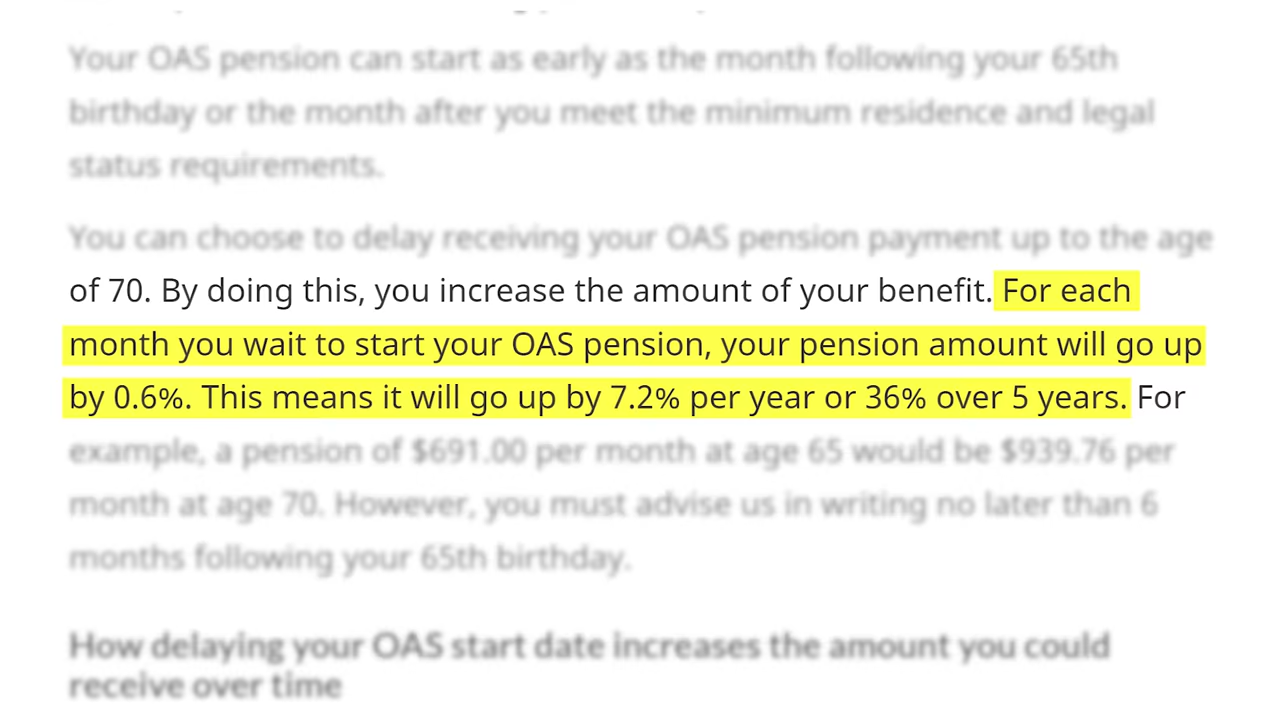 Your OAS pension can start as early as the month following your 65th
birthday or the month after you meet the minimum residence and legal
status requirements.
You can choose to delay receiving your OAS pension payment up to the age
of 70. By doing this, you increase the amount of your benefit. For each
month you wait to start your OAS pension, your pension amount will go up
by 0.6%. This means it will go up by 7.2% per year or 36% over 5 years. For
example, a pension of $691.00 per month at age 65 would be $939.76 per
month at age 70. However, you must advise us in writing no later than 6
months following your 65th birthday.
How delaying your OAS start date increases the amount you could
receive over time